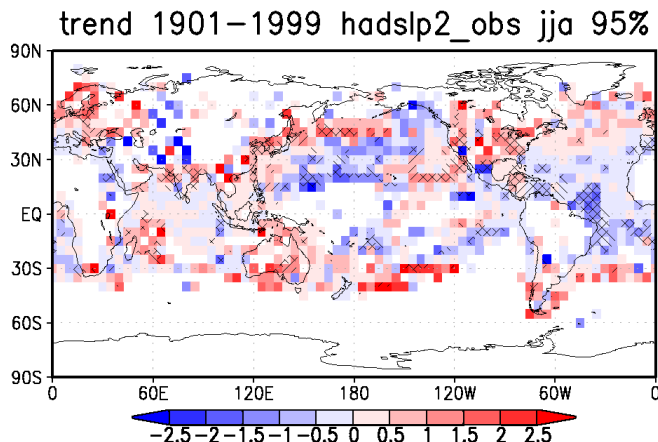 trend 1901-1999 hadslp2_obs jja 95%
90N
60N
30N
EQ
30S
60S
90S
0 60E 120E 180 120W 60W 0
-2.5 -2 -1.5 -1 -0.5 0 0.5 1 1.5 2 2.5